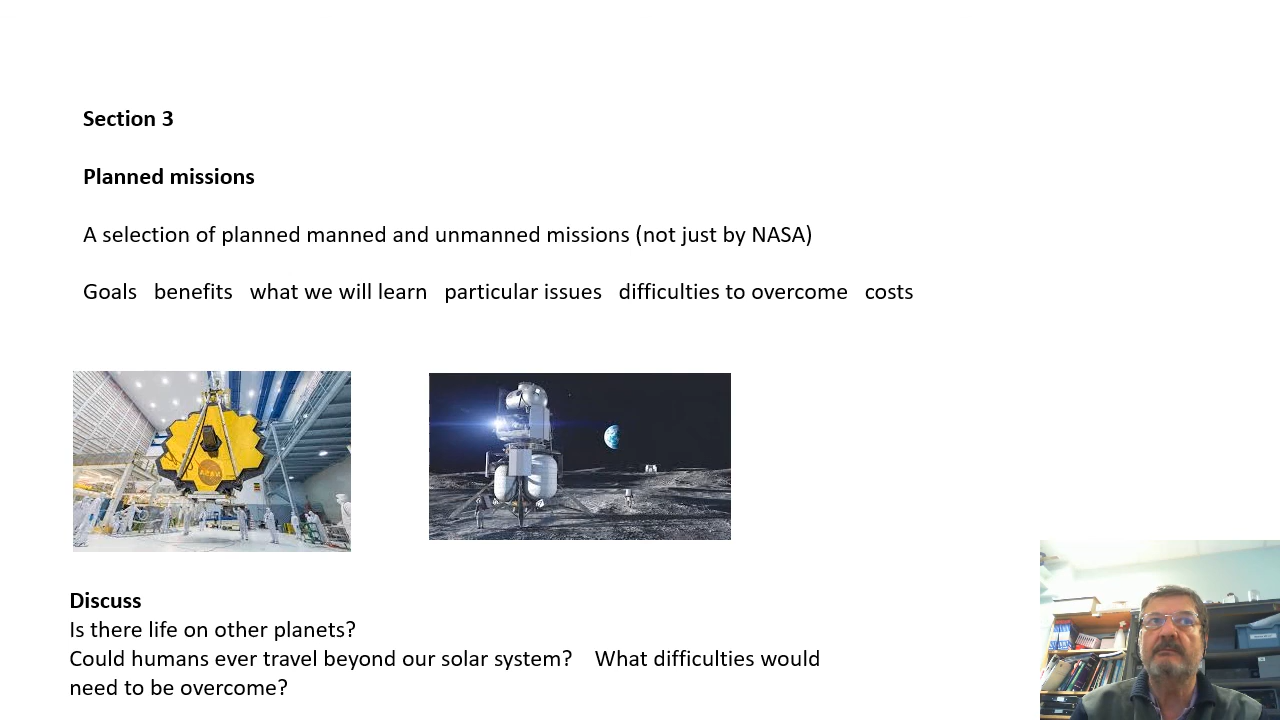 Section 3
Planned missions
A selection of planned manned and unmanned missions (not just by NASA)
Goals   benefits   what we will learn   particular issues   difficulties to overcome   costs
Discuss
Is there life on other planets?
Could humans ever travel beyond our solar system?    What difficulties would
need to be overcome?